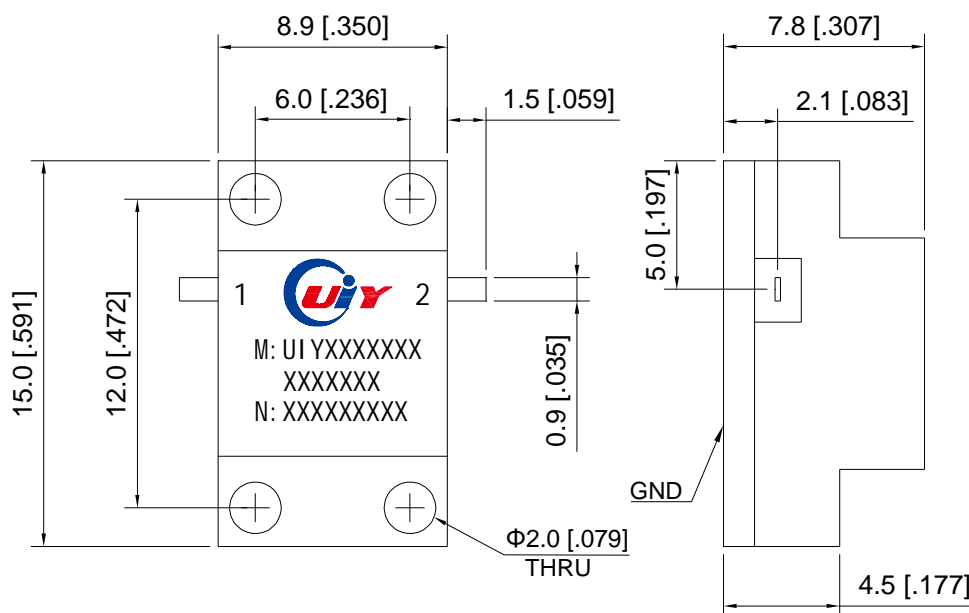 8.9 [.350]
7.8 [.307]
6.0 [.236]
1.5 [.059]
2.1 [.083]
15.0 [.591]
12.0 [.472]
5.0 [.197]
1
UiY
2
M: UIYXXXXXXX
XXXXXXX
N: XXXXXXXXX
0.9 [.035]
GND
Φ2.0 [.079]
THRU
4.5 [.177]